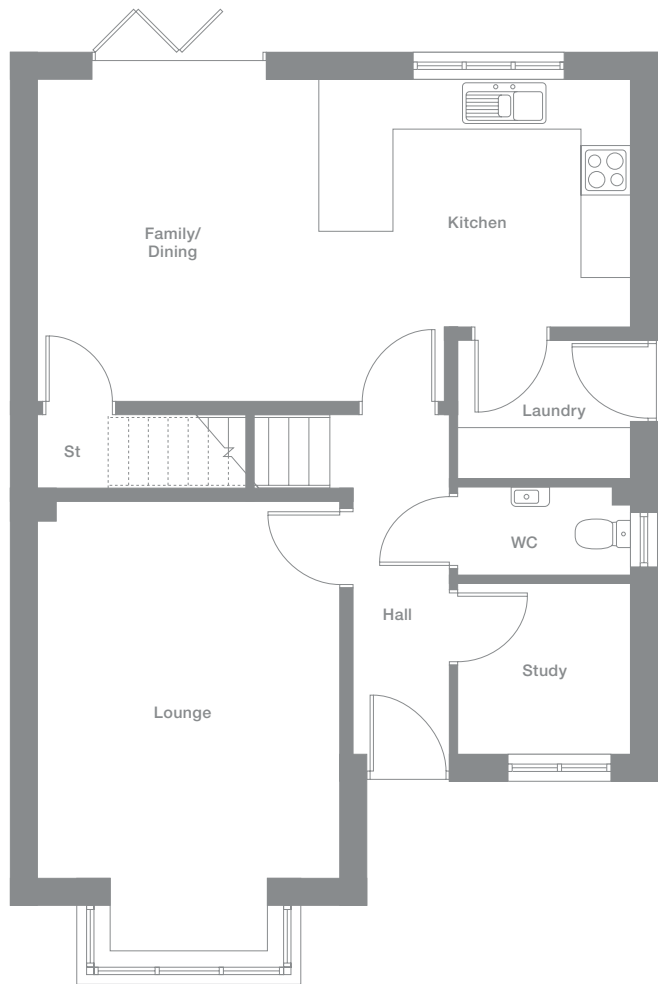 Family/
Dining
Kitchen
Laundry
St
WC
Hall
Study
Lounge